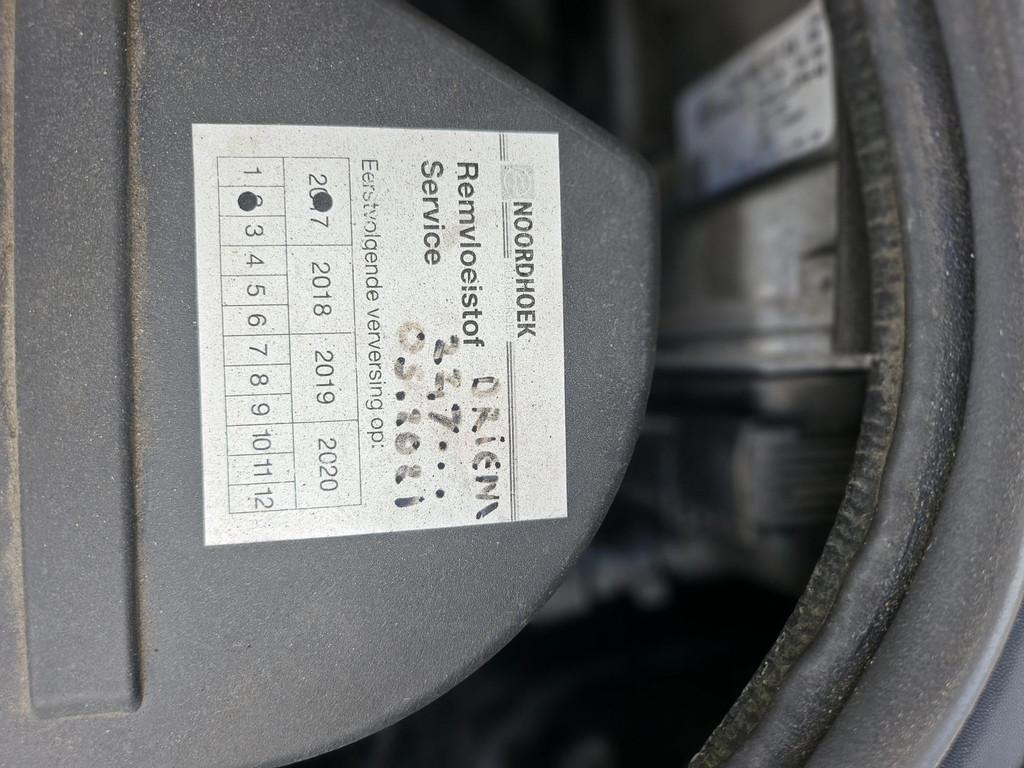 NOORDHOEK
Remvloeistof
Service
Eerstvolgende verversing op:
2017 2018 2019 2020
1 2 3 4 5 6 7 8 9 10 11 12